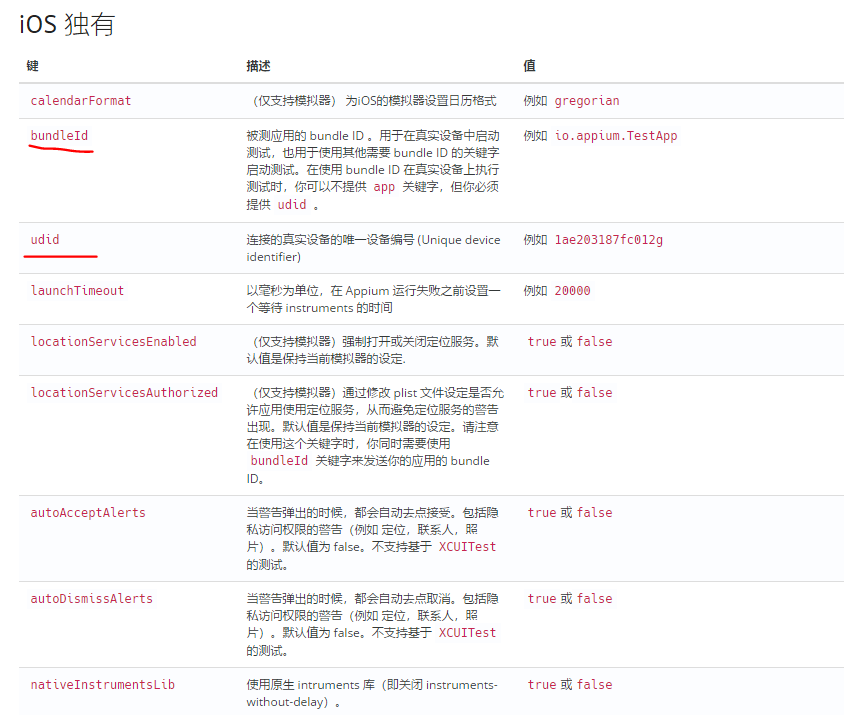 iOS 独有
键 描述 值
calendarFormat （仅支持模拟器） 为iOS的模拟器设置日历格式 例如 gregorian
bundleId 被测应用的 bundle ID 。用于在真实设备中启动 例如 io.appium.TestApp
测试，也用于使用其他需要 bundle ID 的关键字
启动测试。在使用 bundle ID 在真实设备上执行
测试时，你可以不提供 app 关键字，但你必须
提供 udid 。
udid 连接的真实设备的唯一设备编号 (Unique device 例如 1ae203187fc012g
identifier)
launchTimeout 以毫秒为单位，在 Appium 运行失败之前设置一 例如 20000
个等待 instruments 的时间
locationServicesEnabled （仅支持模拟器）强制打开或关闭定位服务。默 true 或 false
认值是保持当前模拟器的设定.
locationServicesAuthorized （仅支持模拟器）通过修改 plist 文件设定是否允 true 或 false
许应用使用定位服务，从而避免定位服务的警告
出现。默认值是保持当前模拟器的设定。请注意
在使用这个关键字时，你同时需要使用
bundleId 关键字来发送你的应用的 bundle
ID。
autoAcceptAlerts 当警告弹出的时候，都会自动去点接受。包括隐 true 或 false
私访问权限的警告（例如 定位，联系人，照
片）。默认值为 false。不支持基于 XCUITest
的测试。
autoDismissAlerts 当警告弹出的时候，都会自动去点取消。包括隐 true 或 false
私访问权限的警告（例如 定位，联系人，照
片）。默认值为 false。不支持基于 XCUITest
的测试。
nativeInstrumentsLib 使用原生 intruments 库（即关闭 instruments- true 或 false
without-delay）。